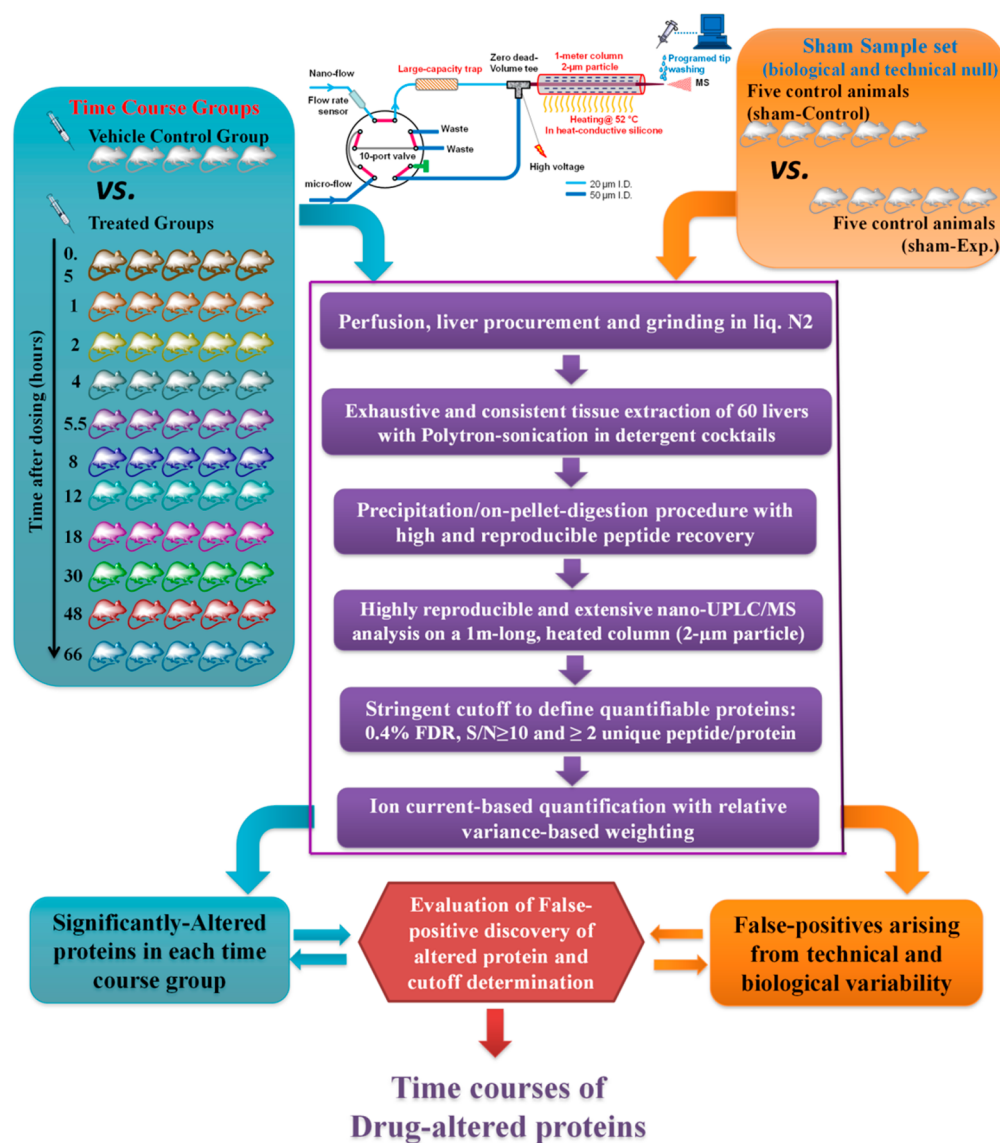 Time Course Groups
Vehicle Control Group
vs.
Treated Groups
Time after dosing (hours)
0.
5
1
2
4
5.5
8
12
18
30
48
66
Nano-flow
Flow rate
sensor
Large-capacity trap
Zero dead-
Volume tee
1-meter column
2-µm particle
Programed tip
washing
MS
Heating@ 52 °C
In heat-conductive silicone
Waste
Waste
10-port valve
High voltage
micro-flow
20 µm I.D.
50 µm I.D.
Sham Sample set
(biological and technical null)
Five control animals
(sham-Control)
vs.
Five control animals
(sham-Exp.)
Perfusion, liver procurement and grinding in liq. N2
Exhaustive and consistent tissue extraction of 60 livers
with Polytron-sonication in detergent cocktails
Precipitation/on-pellet-digestion procedure with
high and reproducible peptide recovery
Highly reproducible and extensive nano-UPLC/MS
analysis on a 1m-long, heated column (2-µm particle)
Stringent cutoff to define quantifiable proteins:
0.4% FDR, S/N≥10 and ≥ 2 unique peptide/protein
Ion current-based quantification with relative
variance-based weighting
Significantly-Altered
proteins in each time
course group
Evaluation of False-
positive discovery of
altered protein and
cutoff determination
False-positives arising
from technical and
biological variability
Time courses of
Drug-altered proteins